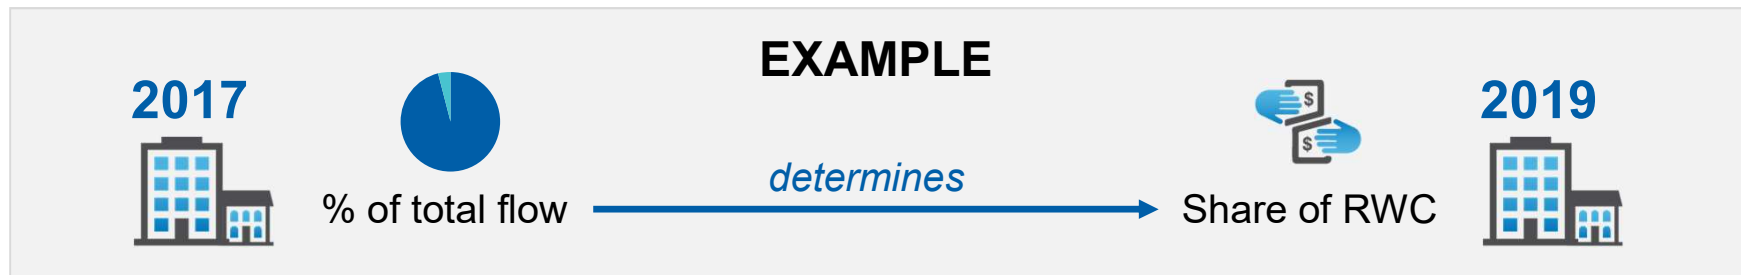 EXAMPLE
2017
2019
$
$
determines
% of total flow
Share of RWC